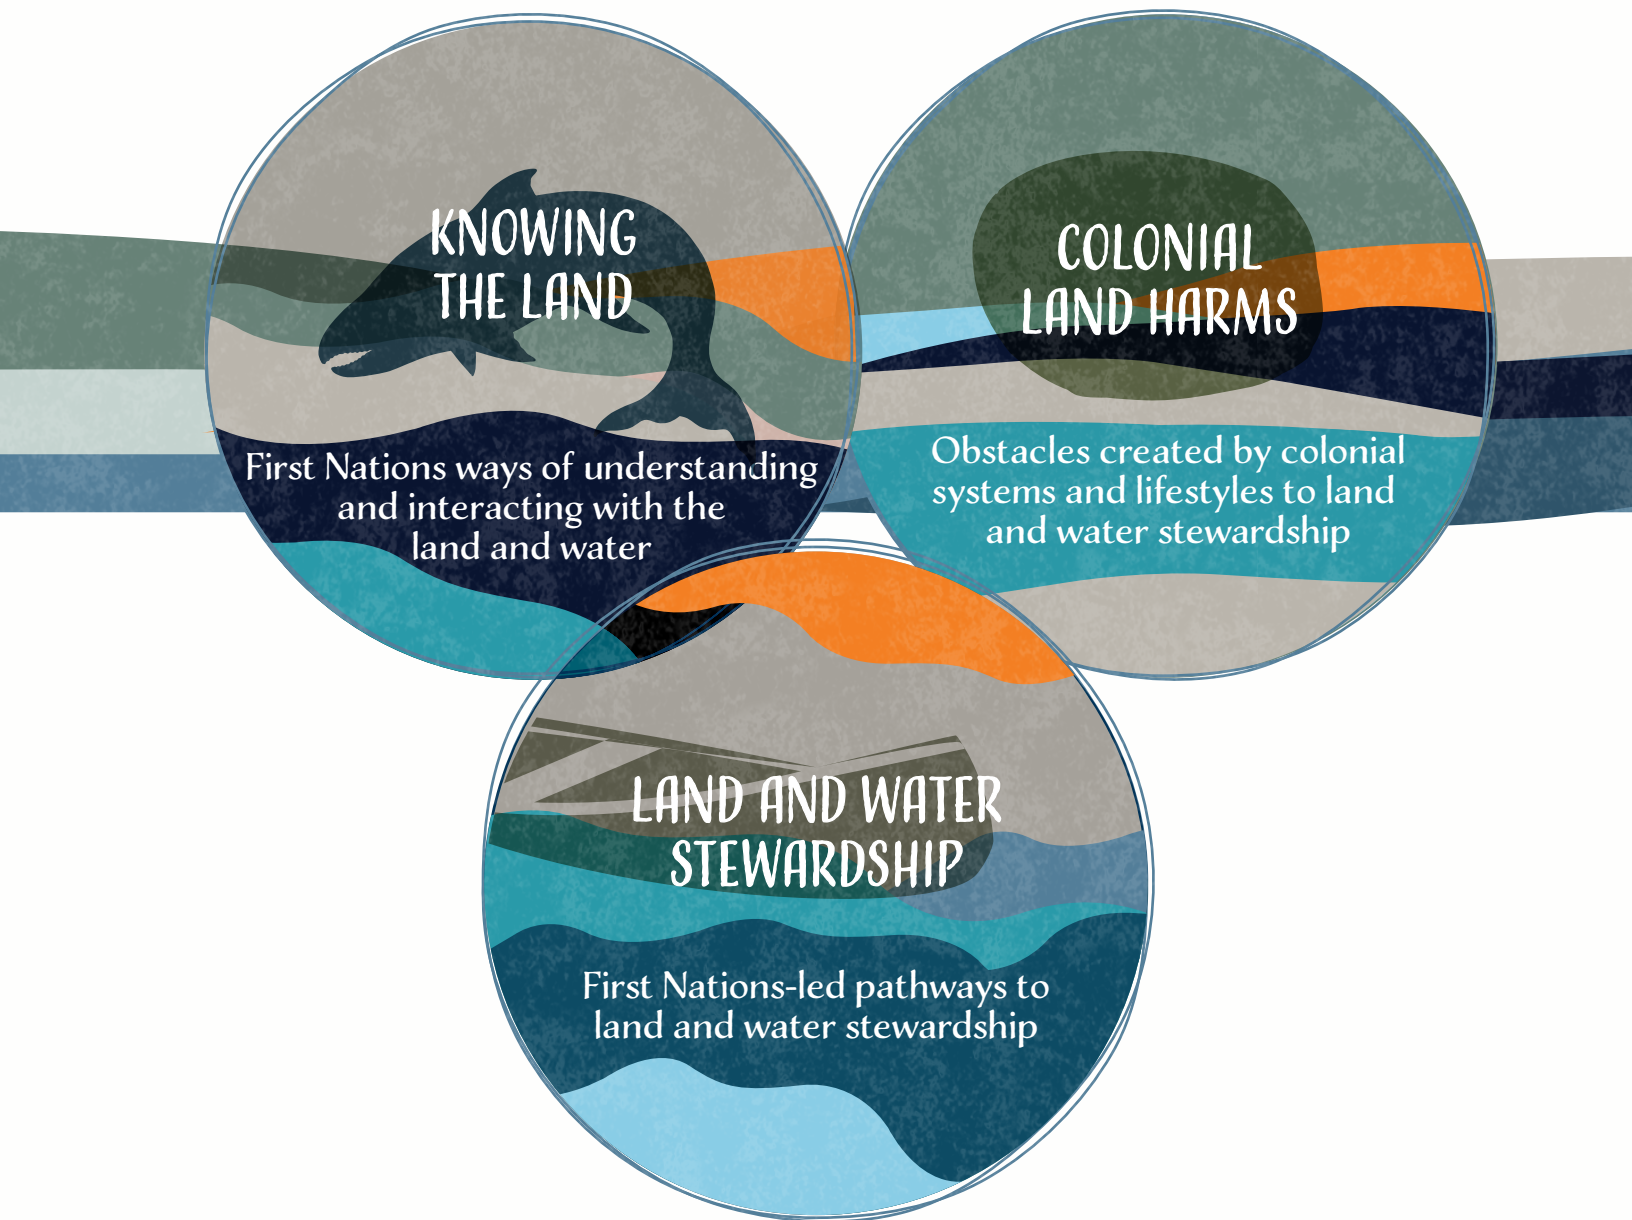 KNOWING
THE LAND
First Nations ways of understanding
and interacting with the
land and water
COLONIAL
LAND HARMS
Obstacles created by colonial
systems and lifestyles to land
and water stewardship
LAND AND WATER
STEWARDSHIP
First Nations-led pathways to
land and water stewardship